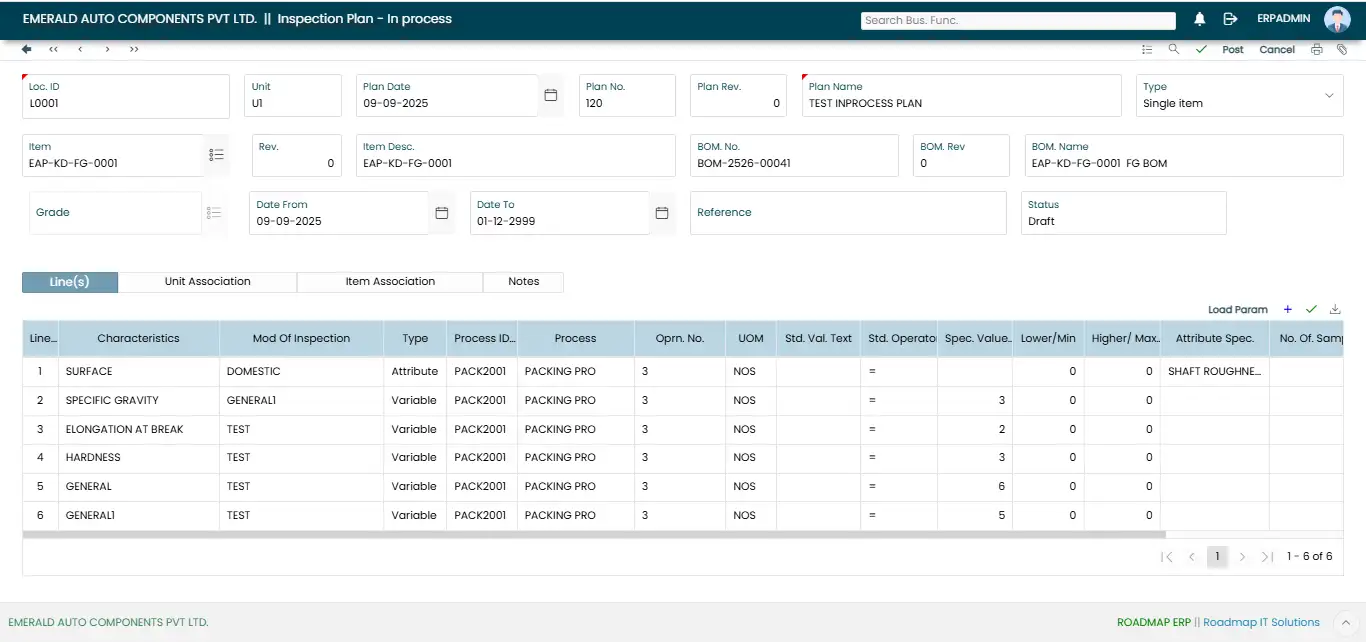 EMERALD AUTO COMPONENTS PVT LTD. || Inspection Plan - In process
Search Bus. Func.
ERPADMIN
<< < > >>
Post Cancel
Loc. ID Unit Plan Date Plan No. Plan Rev. Plan Name Type
L0001 U1 09-09-2025 120 0 TEST INPROCESS PLAN Single item
Item Rev. Item Desc. BOM. No. BOM. Rev BOM. Name
EAP-KD-FG-0001 0 EAP-KD-FG-0001 BOM-2526-00041 0 EAP-KD-FG-0001 FG BOM
Grade Date From Date To Reference Status
09-09-2025 01-12-2999 Draft
Line(s) Unit Association Item Association Notes
Load Param +
Line... Characteristics Mod Of Inspection Type Process ID... Process Oprn. No. UOM Std. Val. Text Std. Operato Spec. Value... Lower/Min Higher/ Max.. Attribute Spec. No. Of. Sam
1 SURFACE DOMESTIC Attribute PACK2001 PACKING PRO 3 NOS = 0 0 SHAFT ROUGHNE...
2 SPECIFIC GRAVITY GENERAL1 Variable PACK2001 PACKING PRO 3 NOS = 3 0 0
3 ELONGATION AT BREAK TEST Variable PACK2001 PACKING PRO 3 NOS = 2 0 0
4 HARDNESS TEST Variable PACK2001 PACKING PRO 3 NOS = 3 0 0
5 GENERAL TEST Variable PACK2001 PACKING PRO 3 NOS = 6 0 0
6 GENERAL1 TEST Variable PACK2001 PACKING PRO 3 NOS = 5 0 0
|< < 1 > >| 1 - 6 of 6
EMERALD AUTO COMPONENTS PVT LTD.
ROADMAP ERP || Roadmap IT Solutions